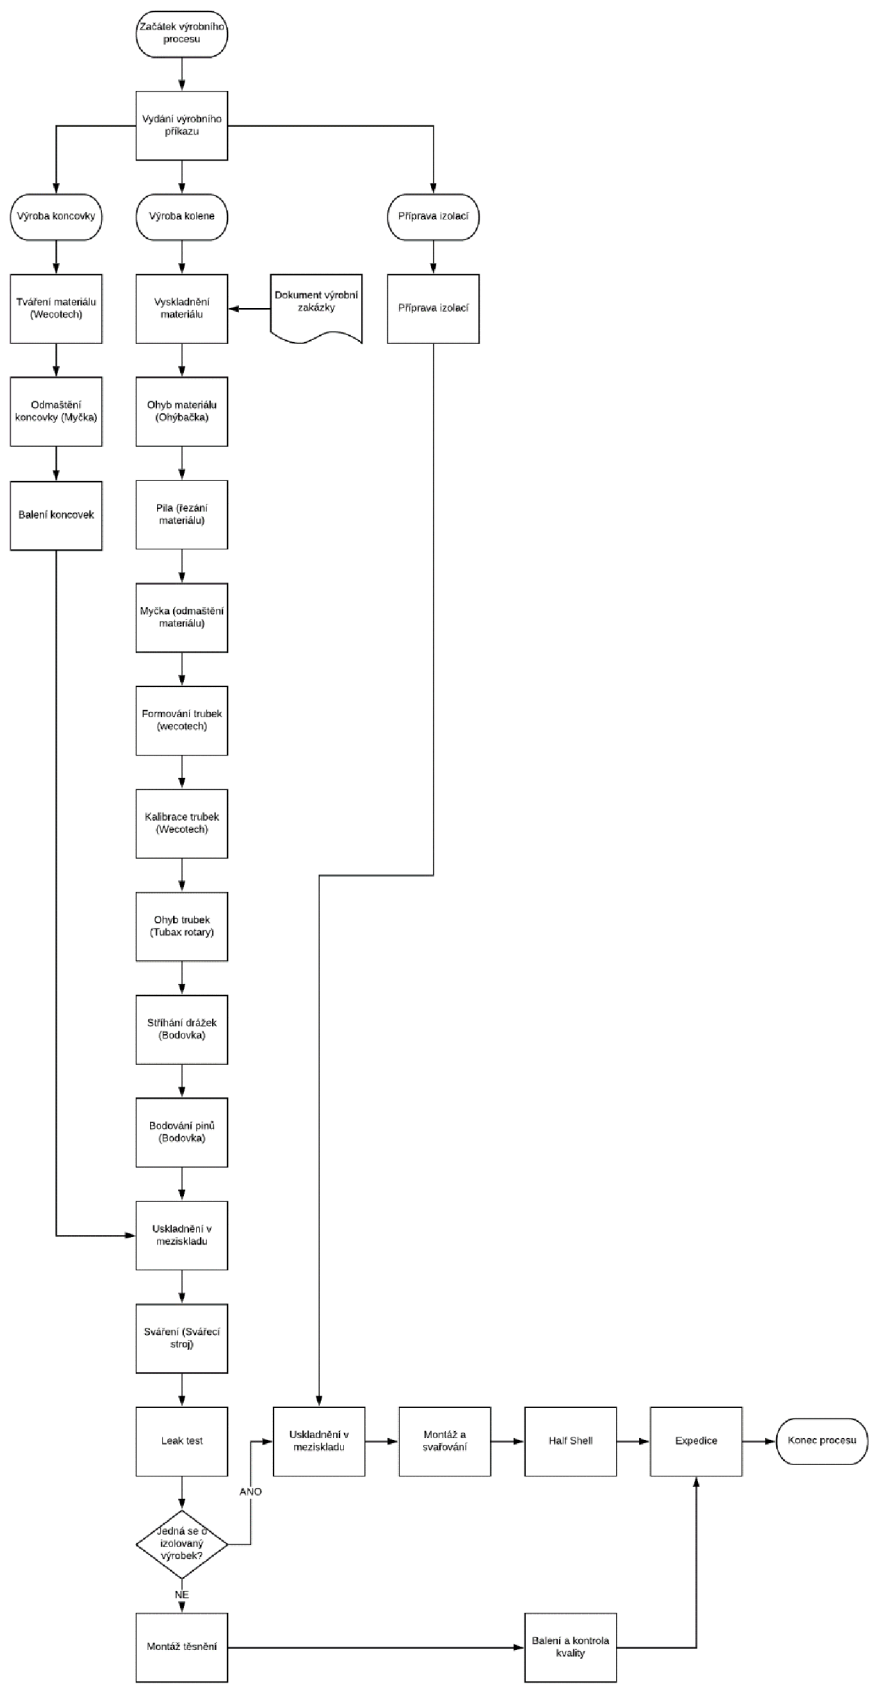 Začátek výrobního
procesu
Vydání výrobního
příkazu
Výroba koncovky
Výroba kolene
Příprava izolací
Tváření materiálu
(Wecotech)
Vyskladnění
materiálu
Dokument výrobní
zakázky
Příprava izolací
Odmaštění
koncovky (Myčka)
Ohyb materiálu
(Ohýbačka)
Balení koncovek
Pila (řezání
materiálu)
Myčka (odmaštění
materiálu)
Formování trubek
(wecotech)
Kalibrace trubek
(Wecotech)
Ohyb trubek
(Tubax rotary)
Stříhání drážek
(Bodovka)
Bodování pinů
(Bodovka)
Uskladnění v
meziskladu
Sváření (Svářecí
stroj)
Leak test
Uskladnění v
meziskladu
Montáž a
svařování
Half Shell
Expedice
Konec procesu
ANO
Jedná se o
izolovaný
výrobek?
NE
Montáž těsnění
Balení a kontrola
kvality